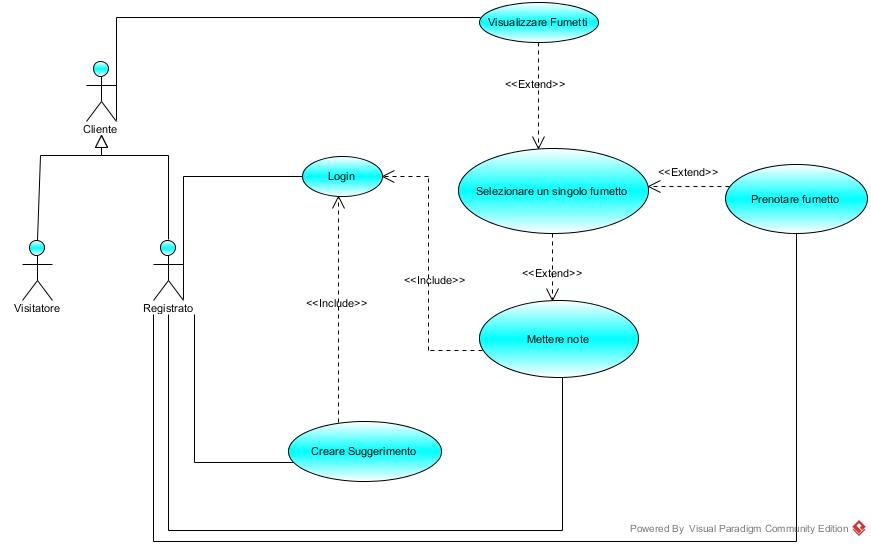 Visualizzare Fumetti
<<Extend>>
Cliente
Login
Selezionare un singolo fumetto
<<Extend>>
Prenotare fumetto
Visitatore
Registrato
<<Include>>
<<Include>>
<<Extend>>
Mettere note
Creare Suggerimento
Powered By Visual Paradigm Community Edition